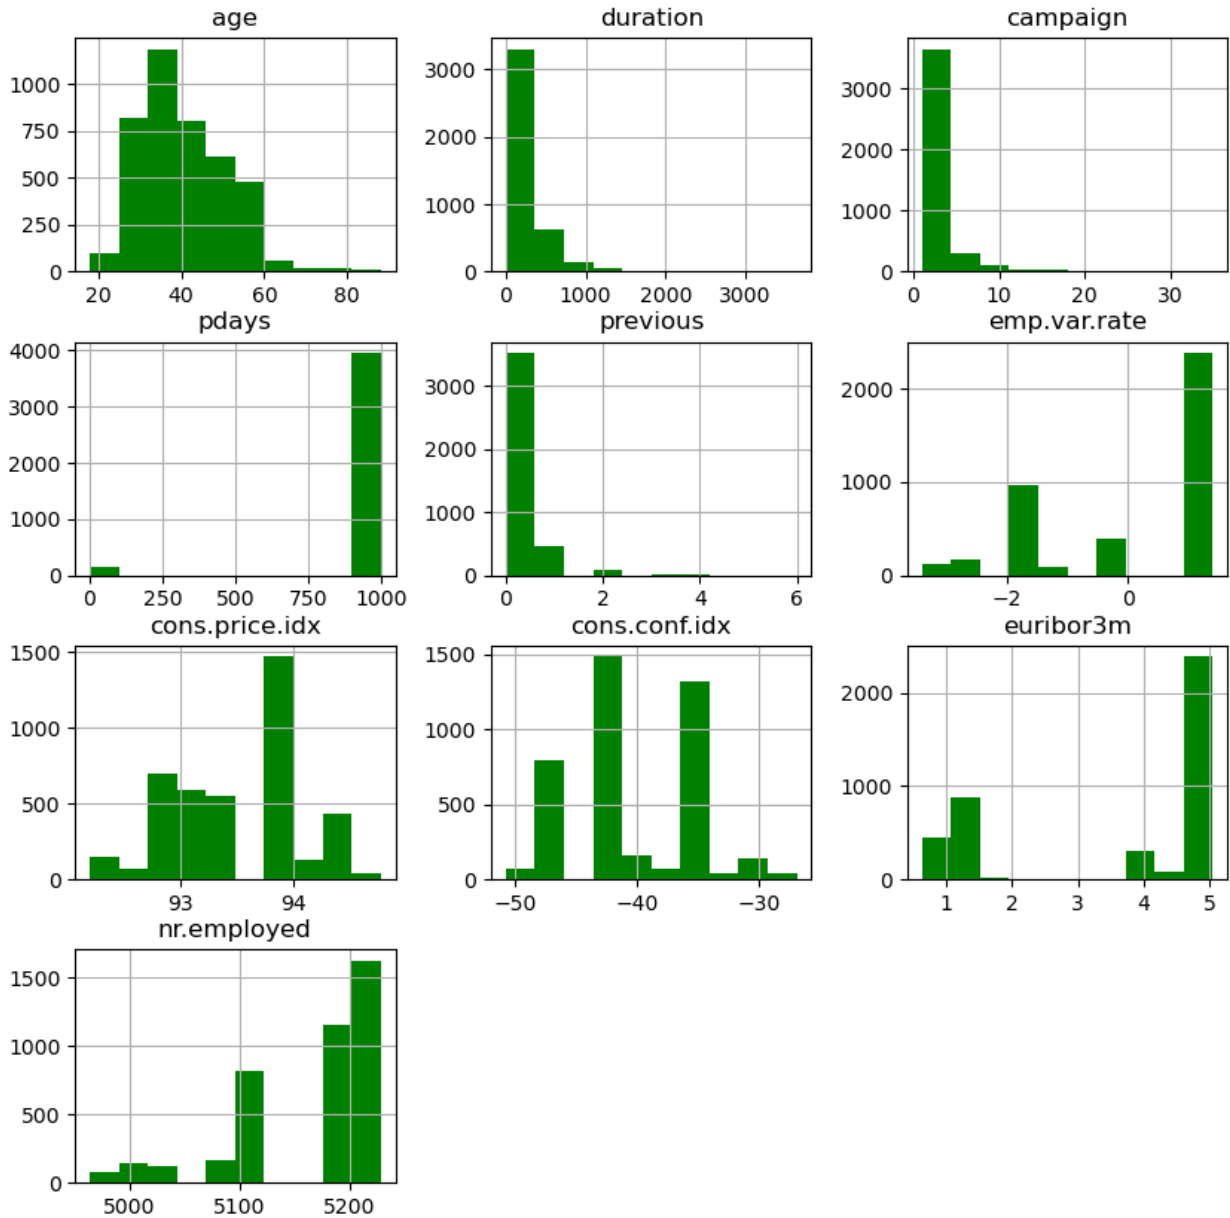 age
1000
750
500
250
0
20 40 60 80
duration
3000
2000
1000
0
0 1000 2000 3000
campaign
3000
2000
1000
0
0 10 20 30
pdays
4000
3000
2000
1000
0
0 250 500 750 1000
previous
3000
2000
1000
0
0 2 4 6
emp.var.rate
2000
1000
0
−2 0
cons.price.idx
1500
1000
500
0
93 94
cons.conf.idx
1500
1000
500
0
−50 −40 −30
euribor3m
2000
1000
0
1 2 3 4 5
nr.employed
1500
1000
500
0
5000 5100 5200